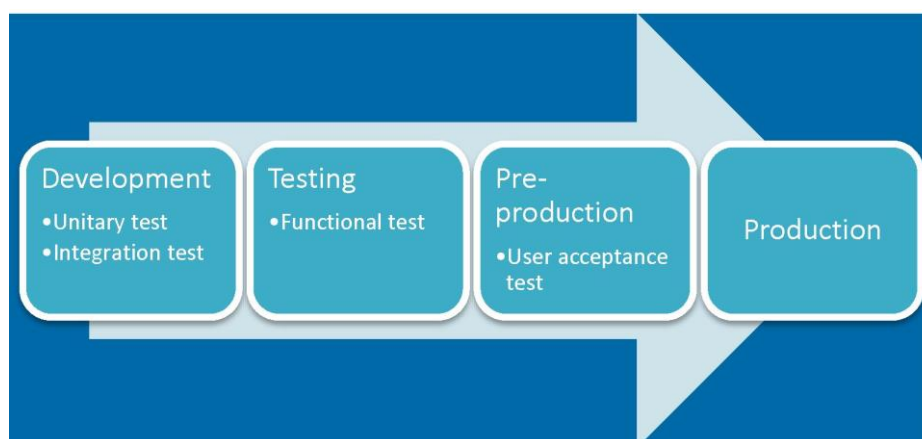 Development
•Unitary test
•Integration test
Testing
•Functional test
Pre-
production
•User acceptance
test
Production